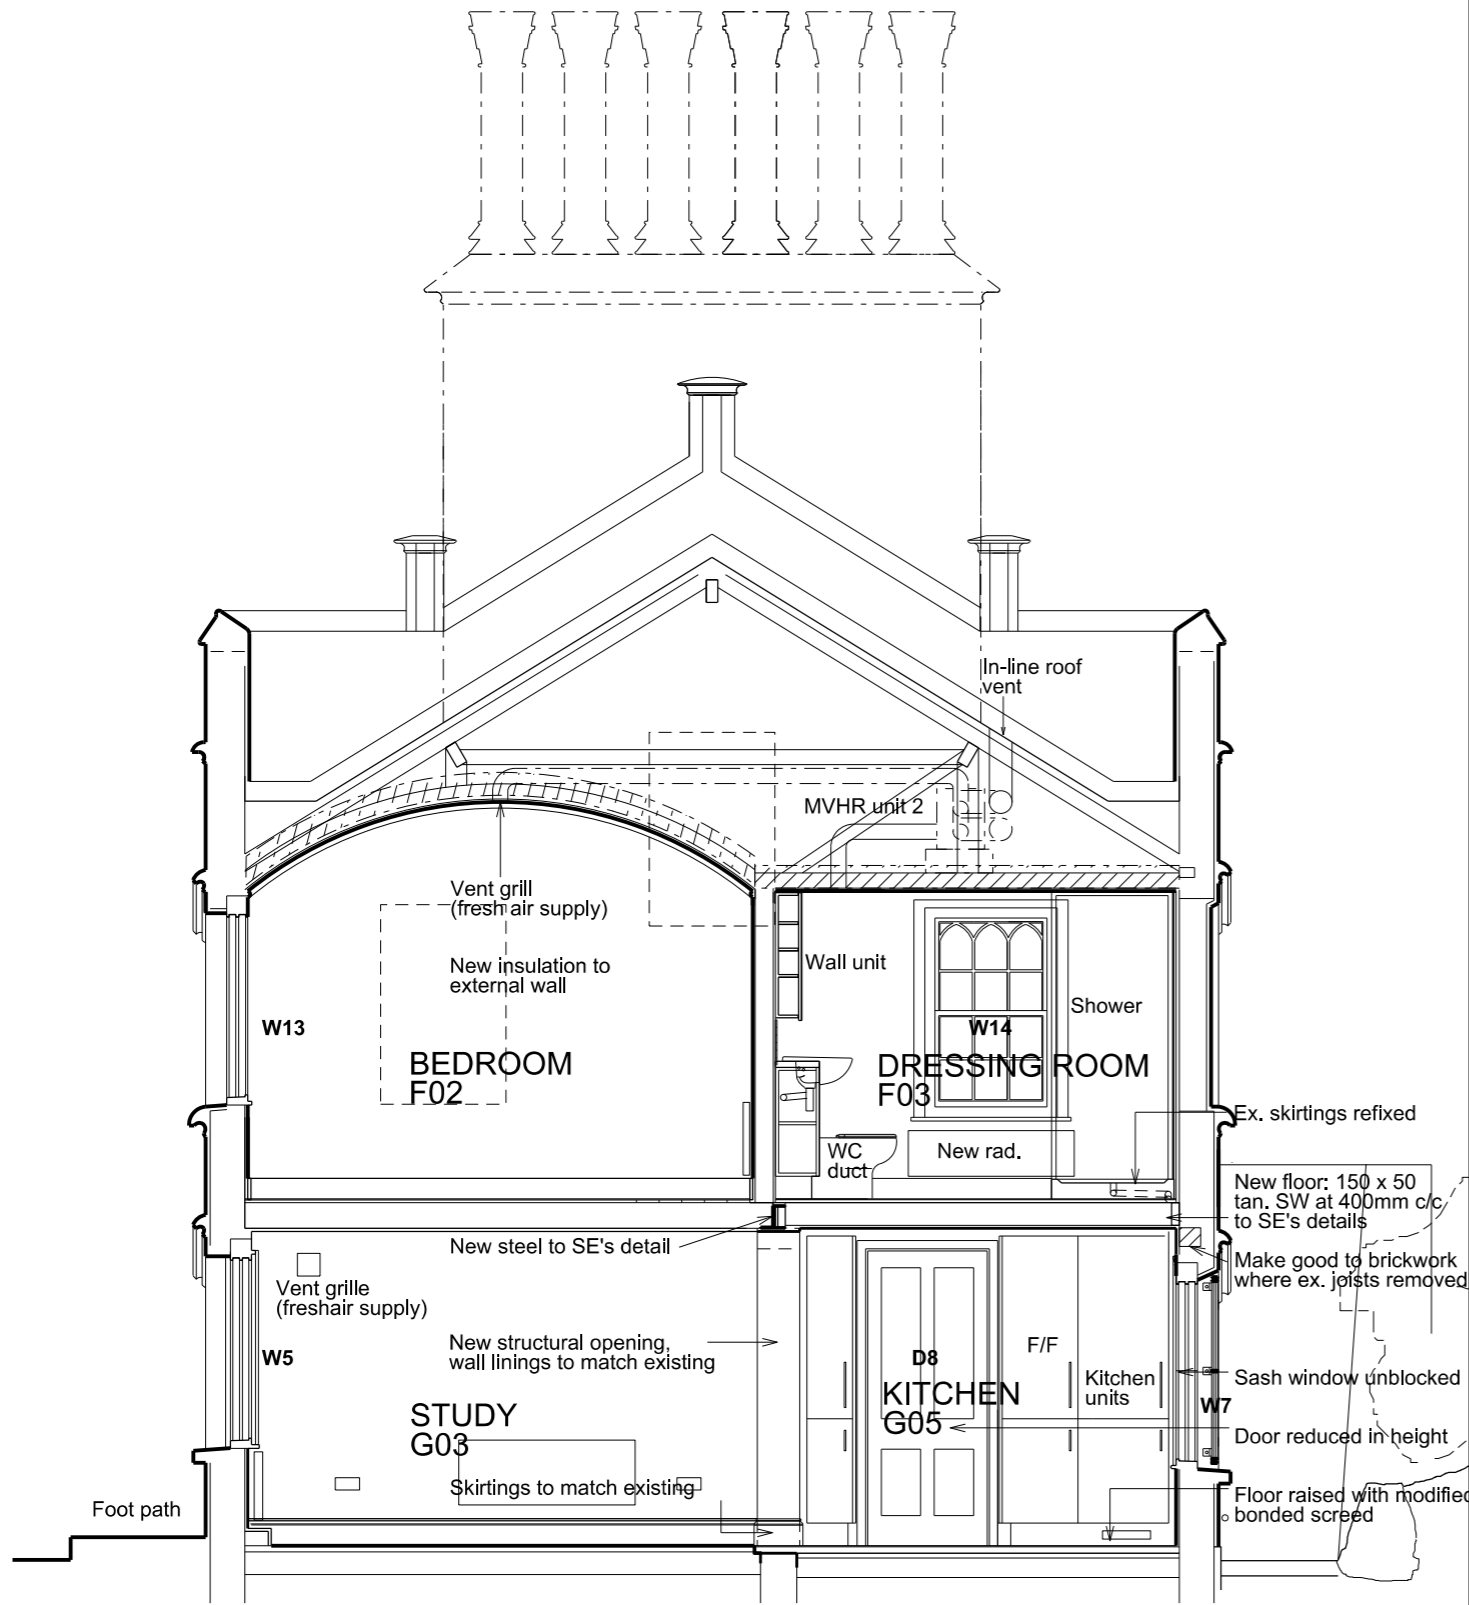 In-line roof
vent
MVHR unit 2
Vent grill
(fresh air supply)
New insulation to
external wall
Wall unit
Shower
W13
W14
BEDROOM
F02
DRESSING ROOM
F03
Ex. skirtings refixed
WC
duct
New rad.
New floor: 150 x 50
tan. SW at 400mm c/c
to SE's details
New steel to SE's detail
Make good to brickwork
where ex. joists removed
Vent grille
(freshair supply)
New structural opening,
wall linings to match existing
W5
D8
F/F
Kitchen
units
Sash window unblocked
W7
STUDY
G03
KITCHEN
G05
Door reduced in height
Skirtings to match existing
Floor raised with modified
bonded screed
Foot path